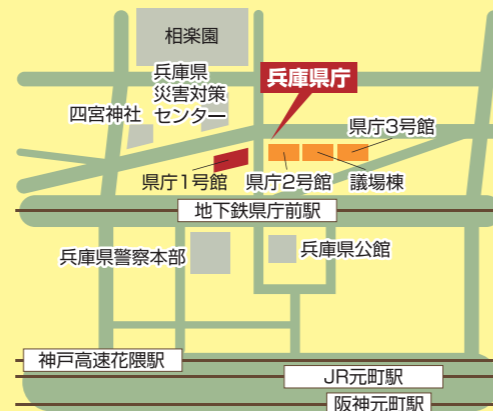 相楽園
兵庫県
災害対策
センター
兵庫県庁
四宮神社
県庁3号館
県庁1号館
県庁2号館
議場棟
地下鉄県庁前駅
兵庫県警察本部
兵庫県公館
神戸高速花隈駅
JR元町駅
阪神元町駅